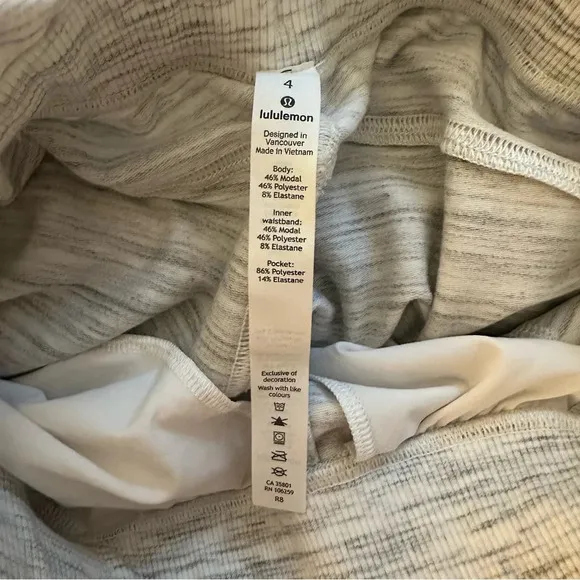 4
lululemon
Designed in
Vancouver
Made in Vietnam
Body:
46% Modal
46% Polyester
8% Elastane
Inner
waistband:
46% Modal
46% Polyester
8% Elastane
Pocket:
86% Polyester
14% Elastane
Exclusive of
decoration
Wash with like
colours
CA 35801
RN 106259
R8